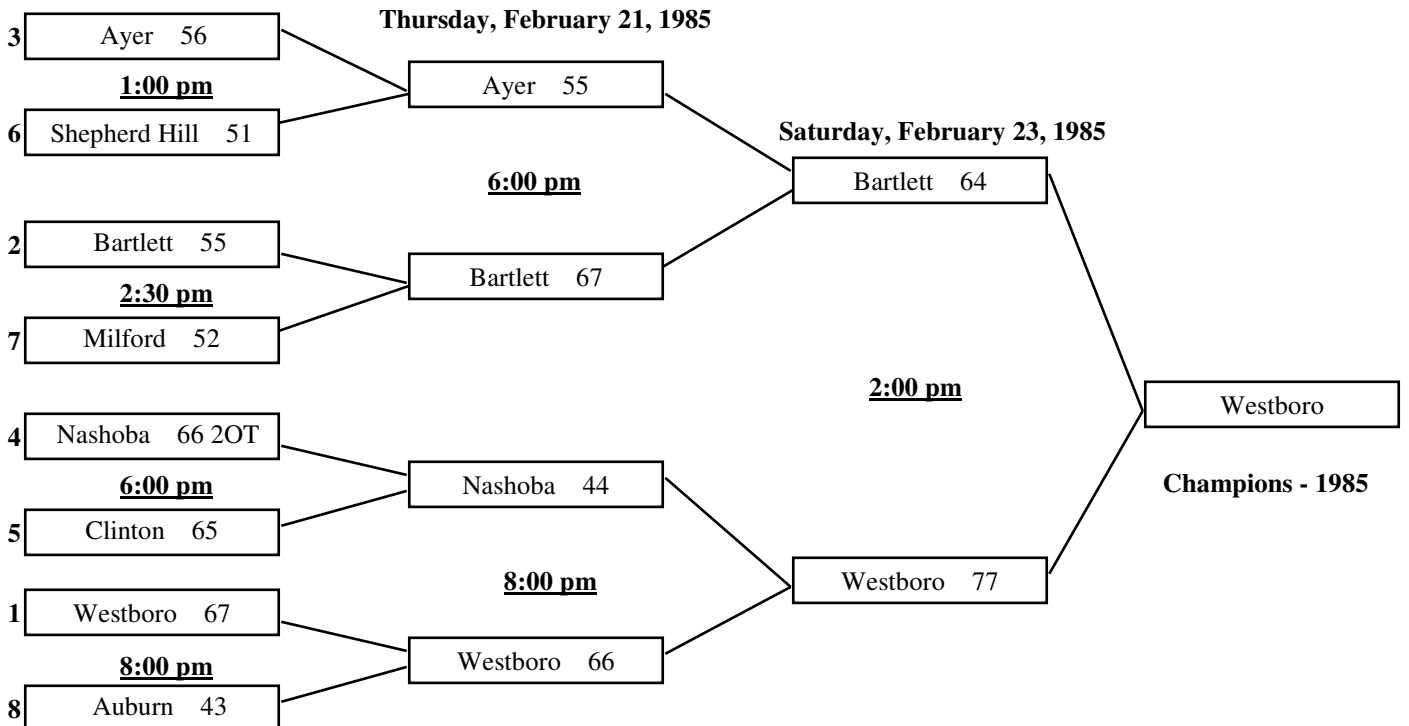 Thursday, February 21, 1985
3 Ayer 56
1:00 pm
6 Shepherd Hill 51
2 Bartlett 55
2:30 pm
7 Milford 52
4 Nashoba 66 2OT
6:00 pm
5 Clinton 65
1 Westboro 67
8:00 pm
8 Auburn 43
Ayer 55
6:00 pm
Bartlett 67
Nashoba 44
8:00 pm
Westboro 66
Saturday, February 23, 1985
Bartlett 64
2:00 pm
Westboro 77
Westboro
Champions - 1985